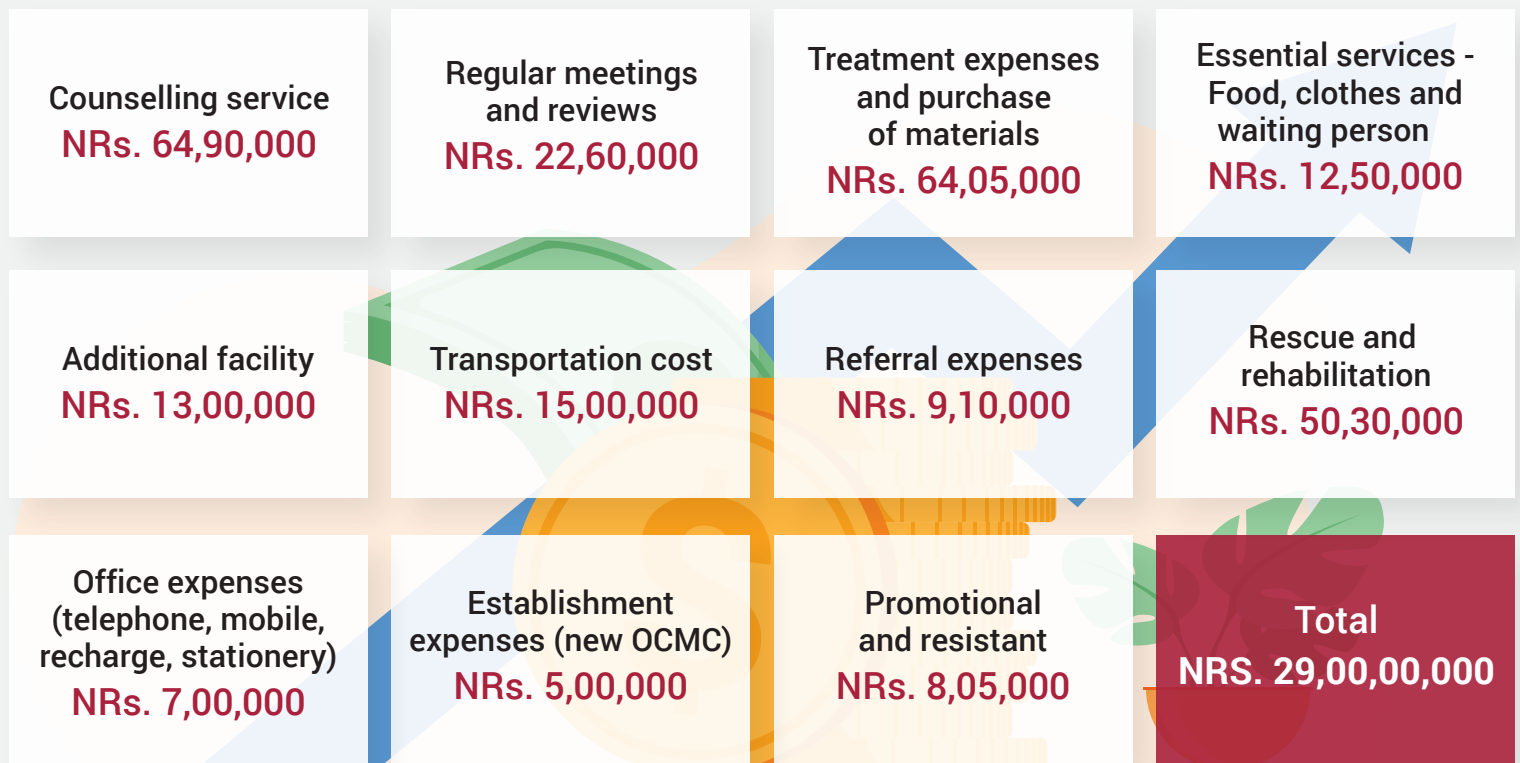 Counselling service
NRs. 64,90,000
Regular meetings
and reviews
NRs. 22,60,000
Treatment expenses
and purchase
of materials
NRs. 64,05,000
Essential services -
Food, clothes and
waiting person
NRs. 12,50,000
Additional facility
NRs. 13,00,000
Transportation cost
NRs. 15,00,000
Referral expenses
NRs. 9,10,000
Rescue and
rehabilitation
NRs. 50,30,000
Office expenses
(telephone, mobile,
recharge, stationery)
NRs. 7,00,000
Establishment
expenses (new OCMC)
NRs. 5,00,000
Promotional
and resistant
NRs. 8,05,000
Total
NRS. 29,00,00,000